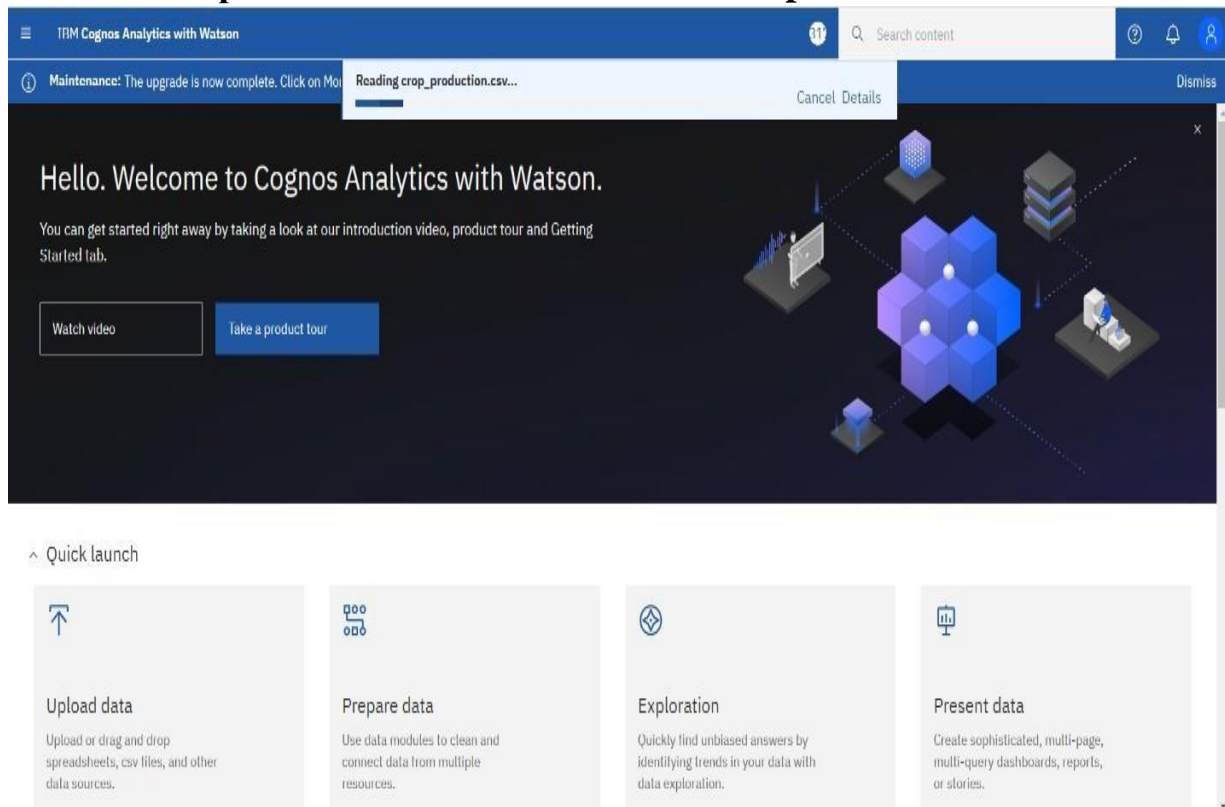 IBM Cognos Analytics with Watson
Search content
Maintenance: The upgrade is now complete. Click on Mo
Reading crop_production.csv...
Cancel Details
Dismiss
x
Hello. Welcome to Cognos Analytics with Watson.
You can get started right away by taking a look at our introduction video, product tour and Getting
Started tab.
Watch video
Take a product tour
Quick launch
Upload data
Upload or drag and drop
spreadsheets, csv files, and other
data sources.
Prepare data
Use data modules to clean and
connect data from multiple
resources.
Exploration
Quickly find unbiased answers by
identifying trends in your data with
data exploration.
Present data
Create sophisticated, multi-page,
multi-query dashboards, reports,
or stories.